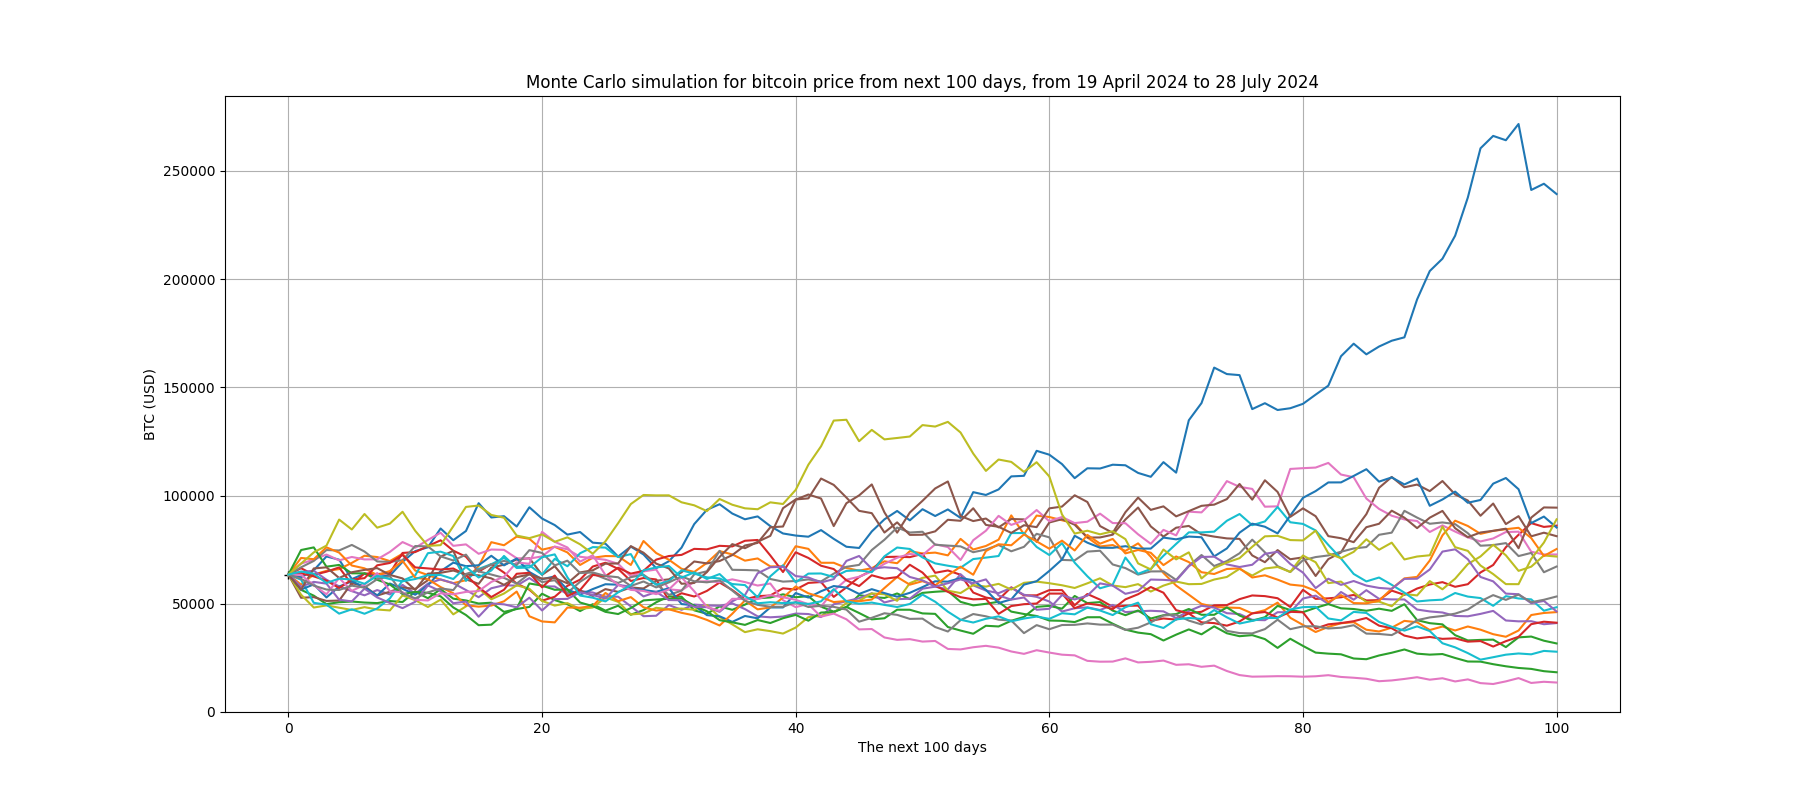 Monte Carlo simulation for bitcoin price from next 100 days, from 19 April 2024 to 28 July 2024
250000
200000
150000
100000
50000
0
BTC (USD)
0 20 40 60 80 100
The next 100 days